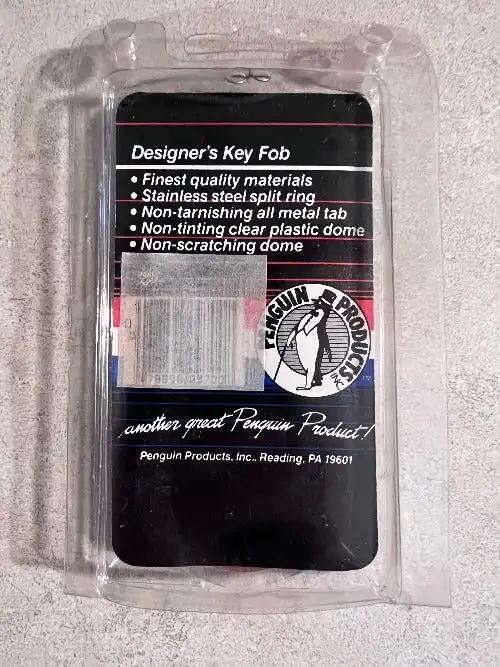 Designer's Key Fob
• Finest quality materials
• Stainless steel split ring
• Non-tarnishing all metal tab
• Non-tinting clear plastic dome
• Non-scratching dome
PENGUIN PRODUCTS, INC.
another great Penguin Product!
Penguin Products, Inc., Reading, PA 19601